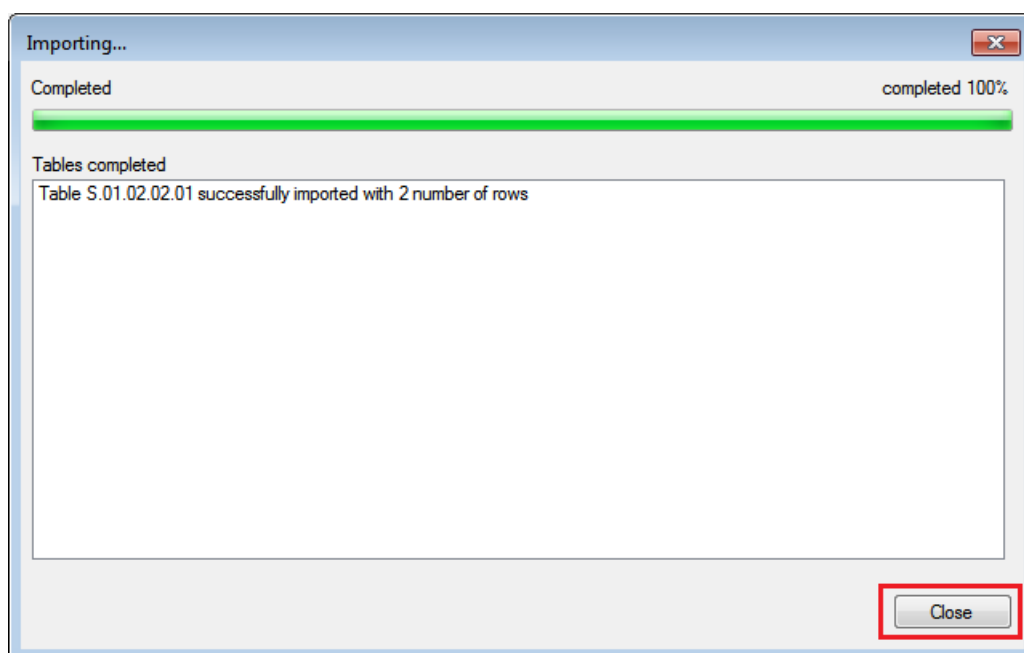 Importing...
Completed completed 100%
Tables completed
Table S.01.02.02.01 successfully imported with 2 number of rows
Close